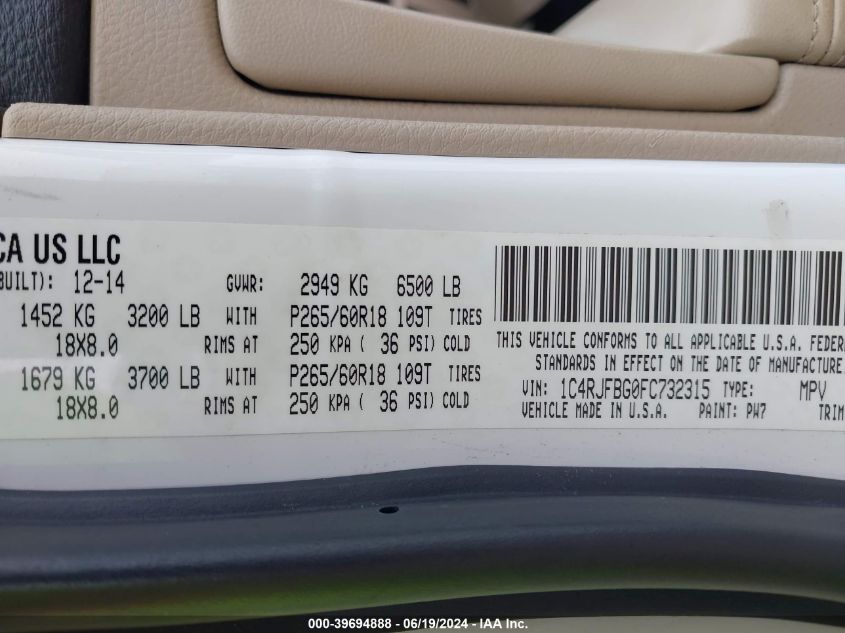 CA US LLC
BUILT): 12-14 GVWR: 2949 KG 6500 LB
1452 KG 3200 LB WITH P265/60R18 109T TIRES
18X8.0 RIMS AT 250 KPA ( 36 PSI) COLD
1679 KG 3700 LB WITH P265/60R18 109T TIRES
18X8.0 RIMS AT 250 KPA ( 36 PSI) COLD
THIS VEHICLE CONFORMS TO ALL APPLICABLE U.S.A. FEDER
STANDARDS IN EFFECT ON THE DATE OF MANUFACTURE
VIN: 1C4RJFBG0FC732315 TYPE: MPV
VEHICLE MADE IN U.S.A. PAINT: PW7 TRIM
000-39694888 - 06/19/2024 - IAA Inc.